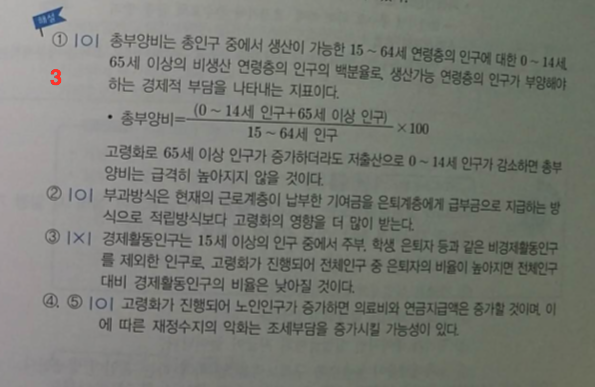 해설
① |O| 총부양비는 총인구 중에서 생산이 가능한 15~64세 연령층의 인구에 대한 0~14세,
3
65세 이상의 비생산 연령층의 인구의 백분율로, 생산가능 연령층의 인구가 부양해야
하는 경제적 부담을 나타내는 지표이다.
• 총부양비=(0~14세 인구+65세 이상 인구)
15~64세 인구
×100
고령화로 65세 이상 인구가 증가하더라도 저출산으로 0~14세 인구가 감소하면 총부
양비는 급격히 높아지지 않을 것이다.
② |O| 부과방식은 현재의 근로계층이 납부한 기여금을 은퇴계층에게 급부금으로 지급하는 방
식으로 적립방식보다 고령화의 영향을 더 많이 받는다.
③ |X| 경제활동인구는 15세 이상의 인구 중에서 주부, 학생, 은퇴자 등과 같은 비경제활동인구
를 제외한 인구로, 고령화가 진행되어 전체인구 중 은퇴자의 비율이 높아지면 전체인구
대비 경제활동인구의 비율은 낮아질 것이다.
④, ⑤ |O| 고령화가 진행되어 노인인구가 증가하면 의료비와 연금지급액은 증가할 것이며, 이
에 따른 재정수지의 악화는 조세부담을 증가시킬 가능성이 있다.